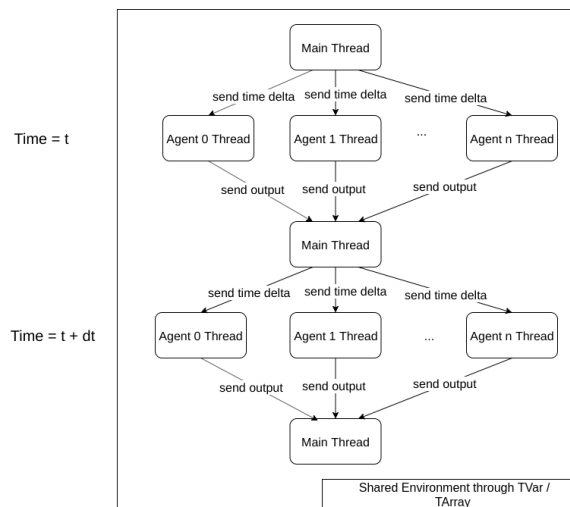 Main Thread
send time delta send time delta send time delta
Time = t
Agent 0 Thread Agent 1 Thread ... Agent n Thread
send output send output send output
Main Thread
send time delta send time delta send time delta
Time = t + dt
Agent 0 Thread Agent 1 Thread ... Agent n Thread
send output send output send output
Main Thread
Shared Environment through TVar /
TArray